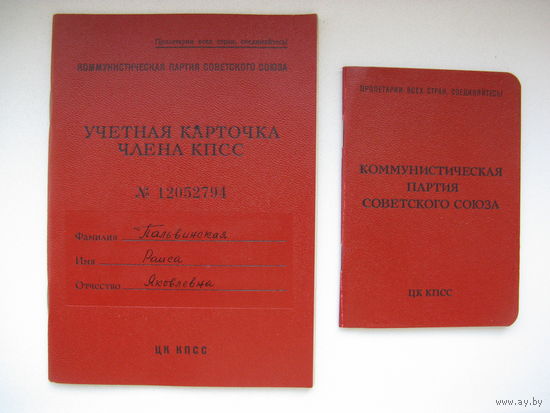 Пролетарии всех стран, соединяйтесь!
КОММУНИСТИЧЕСКАЯ ПАРТИЯ СОВЕТСКОГО СОЮЗА
УЧЕТНАЯ КАРТОЧКА
ЧЛЕНА КПСС
№ 12052794
Фамилия Пальвинская
Имя Раиса
Отчество Яковлевна
ЦК КПСС
ПРОЛЕТАРИИ ВСЕХ СТРАН, СОЕДИНЯЙТЕСЬ!
КОММУНИСТИЧЕСКАЯ
ПАРТИЯ
СОВЕТСКОГО СОЮЗА
ЦК КПСС
www.ay.by